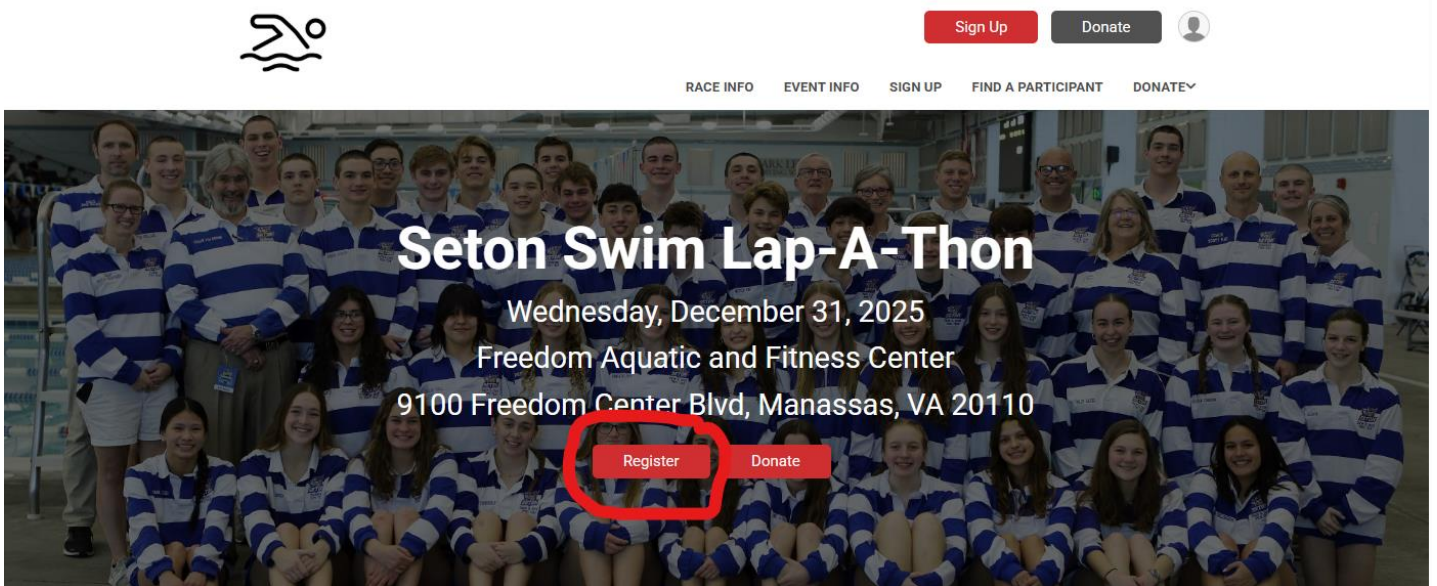 Sign Up
Donate
RACE INFO
EVENT INFO
SIGN UP
FIND A PARTICIPANT
DONATE
Seton Swim Lap-A-Thon
Wednesday, December 31, 2025
Freedom Aquatic and Fitness Center
9100 Freedom Center Blvd, Manassas, VA 20110
Register
Donate